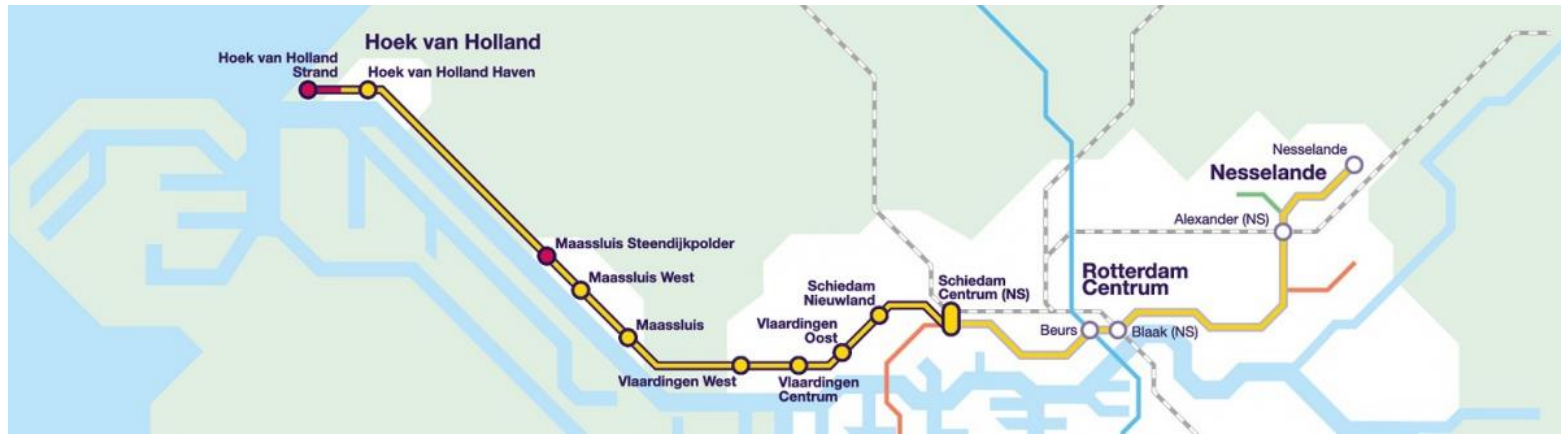 Hoek van Holland
Hoek van Holland
Strand
Hoek van Holland Haven
Maassluis Steendijkpolder
Maassluis West
Maassluis
Vlaardingen West
Vlaardingen
Centrum
Vlaardingen
Oost
Schiedam
Nieuwland
Schiedam
Centrum (NS)
Beurs
Blaak (NS)
Rotterdam
Centrum
Alexander (NS)
Nesselande
Nesselande